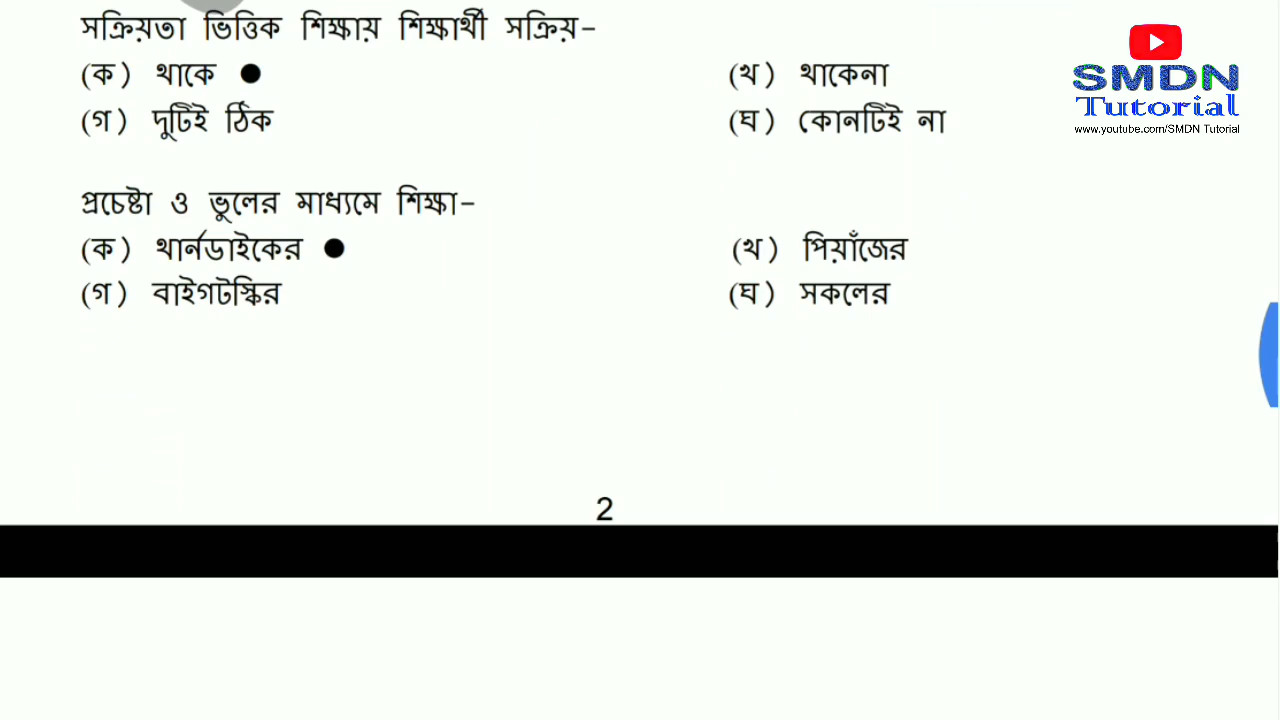 সক্রিয়তা ভিত্তিক শিক্ষায় শিক্ষার্থী সক্রিয়-
(ক) থাকে ● (খ) থাকেনা
(গ) দুটিই ঠিক (ঘ) কোনটিই না
প্রচেষ্টা ও ভুলের মাধ্যমে শিক্ষা-
(ক) থার্নডাইকের ● (খ) পিয়াঁজের
(গ) বাইগটস্কির (ঘ) সকলের
2
SMDN
Tutorial
www.youtube.com/SMDN Tutorial